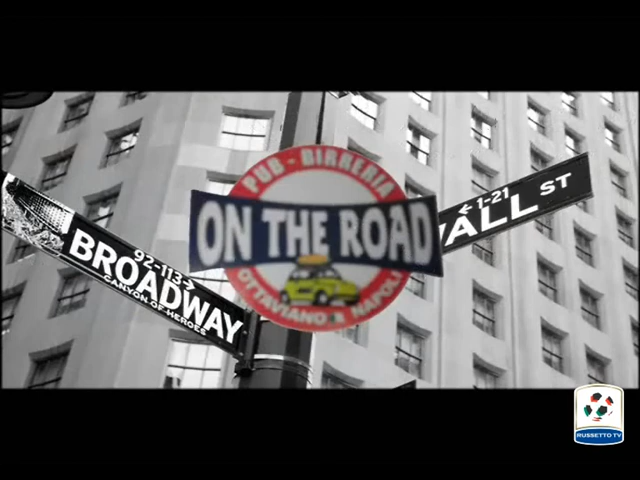 PUB - BIRRERIA
ON THE ROAD
OTTAVIANO
NAPOLI
92-113→
BROADWAY
CANYON OF HEROES
←1-21
WALL ST
RUSSETTO TV